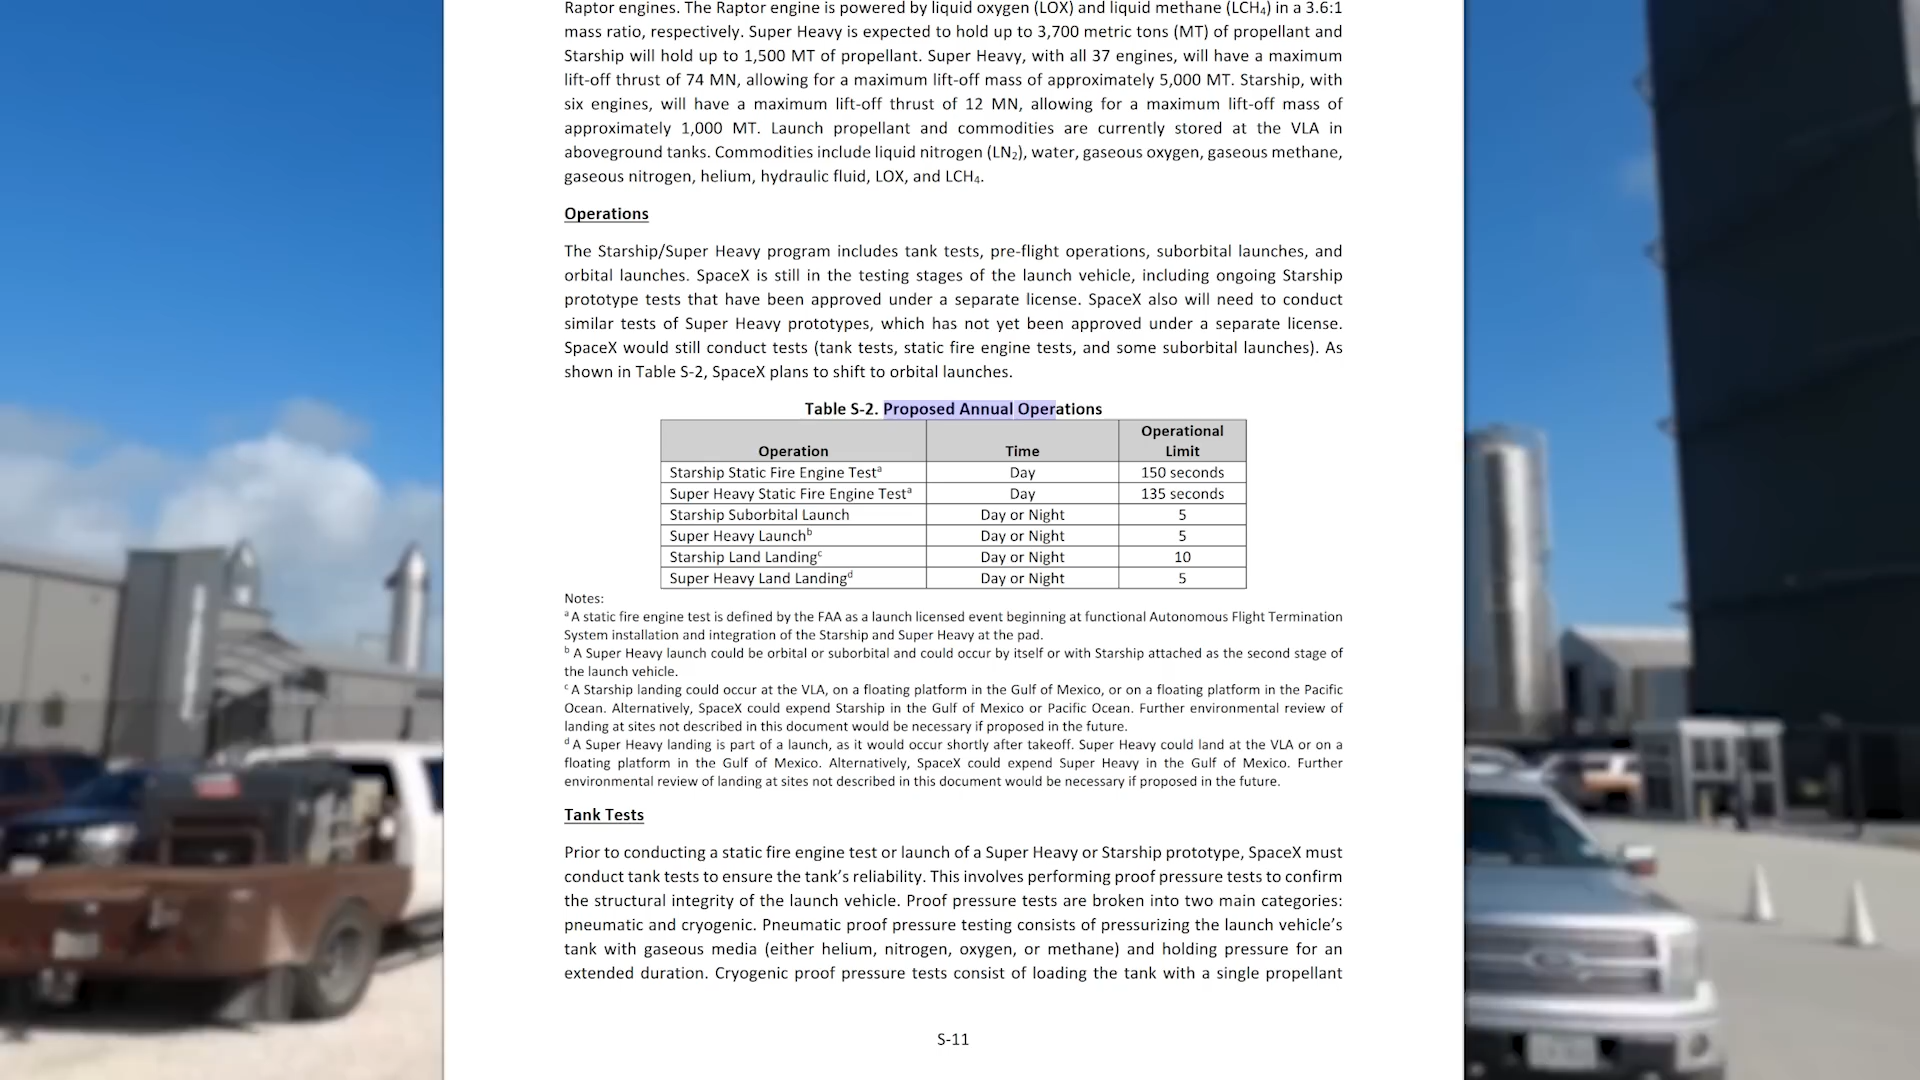 Raptor engines. The Raptor engine is powered by liquid oxygen (LOX) and liquid methane (LCH₄) in a 3.6:1
mass ratio, respectively. Super Heavy is expected to hold up to 3,700 metric tons (MT) of propellant and
Starship will hold up to 1,500 MT of propellant. Super Heavy, with all 37 engines, will have a maximum
lift-off thrust of 74 MN, allowing for a maximum lift-off mass of approximately 5,000 MT. Starship, with
six engines, will have a maximum lift-off thrust of 12 MN, allowing for a maximum lift-off mass of
approximately 1,000 MT. Launch propellant and commodities are currently stored at the VLA in
aboveground tanks. Commodities include liquid nitrogen (LN₂), water, gaseous oxygen, gaseous methane,
gaseous nitrogen, helium, hydraulic fluid, LOX, and LCH₄.
Operations
The Starship/Super Heavy program includes tank tests, pre-flight operations, suborbital launches, and
orbital launches. SpaceX is still in the testing stages of the launch vehicle, including ongoing Starship
prototype tests that have been approved under a separate license. SpaceX also will need to conduct
similar tests of Super Heavy prototypes, which has not yet been approved under a separate license.
SpaceX would still conduct tests (tank tests, static fire engine tests, and some suborbital launches). As
shown in Table S-2, SpaceX plans to shift to orbital launches.
Table S-2. Proposed Annual Operations
Operation Time Operational Limit
Starship Static Fire Engine Testᵃ Day 150 seconds
Super Heavy Static Fire Engine Testᵃ Day 135 seconds
Starship Suborbital Launch Day or Night 5
Super Heavy Launchᵇ Day or Night 5
Starship Land Landingᶜ Day or Night 10
Super Heavy Land Landingᵈ Day or Night 5
Notes:
ᵃ A static fire engine test is defined by the FAA as a launch licensed event beginning at functional Autonomous Flight Termination
System installation and integration of the Starship and Super Heavy at the pad.
ᵇ A Super Heavy launch could be orbital or suborbital and could occur by itself or with Starship attached as the second stage of
the launch vehicle.
ᶜ A Starship landing could occur at the VLA, on a floating platform in the Gulf of Mexico, or on a floating platform in the Pacific
Ocean. Alternatively, SpaceX could expend Starship in the Gulf of Mexico or Pacific Ocean. Further environmental review of
landing at sites not described in this document would be necessary if proposed in the future.
ᵈ A Super Heavy landing is part of a launch, as it would occur shortly after takeoff. Super Heavy could land at the VLA or on a
floating platform in the Gulf of Mexico. Alternatively, SpaceX could expend Super Heavy in the Gulf of Mexico. Further
environmental review of landing at sites not described in this document would be necessary if proposed in the future.
Tank Tests
Prior to conducting a static fire engine test or launch of a Super Heavy or Starship prototype, SpaceX must
conduct tank tests to ensure the tank's reliability. This involves performing proof pressure tests to confirm
the structural integrity of the launch vehicle. Proof pressure tests are broken into two main categories:
pneumatic and cryogenic. Pneumatic proof pressure testing consists of pressurizing the launch vehicle's
tank with gaseous media (either helium, nitrogen, oxygen, or methane) and holding pressure for an
extended duration. Cryogenic proof pressure tests consist of loading the tank with a single propellant
S-11